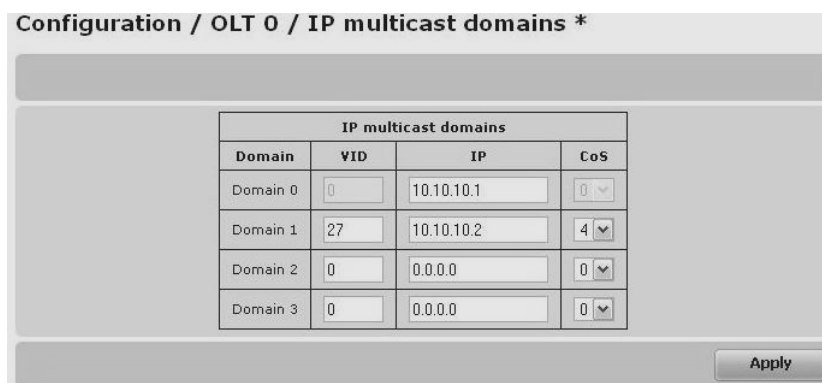 Configuration / OLT 0 / IP multicast domains *
IP multicast domains
Domain VID IP CoS
Domain 0 0 10.10.10.1 0
Domain 1 27 10.10.10.2 4
Domain 2 0 0.0.0.0 0
Domain 3 0 0.0.0.0 0
Apply